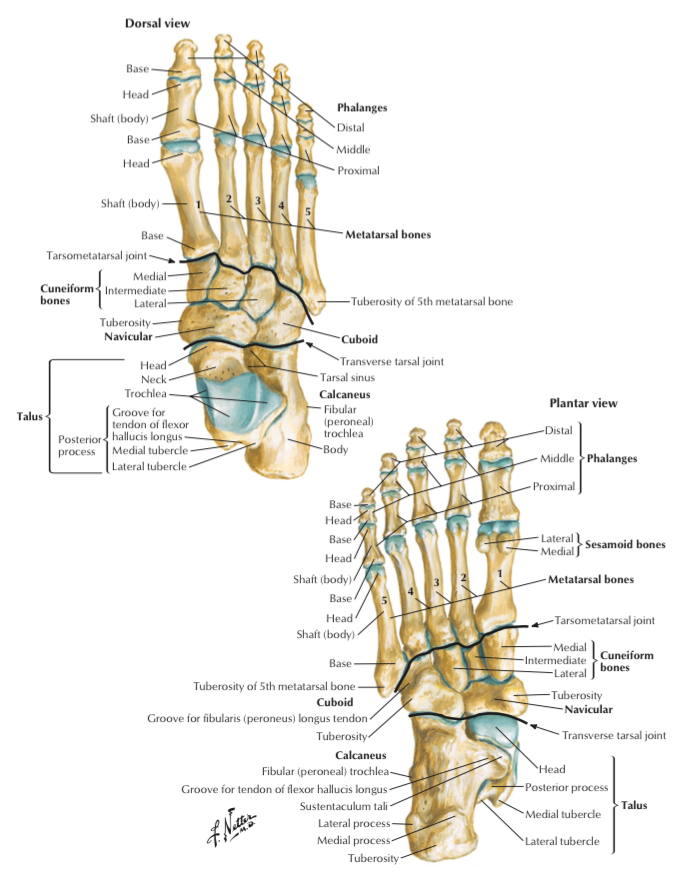 Dorsal view
Base
Head
Shaft (body)
Base
Head
Phalanges
Distal
Middle
Proximal
Shaft (body)
1
2
3
4
5
Metatarsal bones
Base
Tarsometatarsal joint
Cuneiform
bones
Medial
Intermediate
Lateral
Tuberosity of 5th metatarsal bone
Tuberosity
Navicular
Cuboid
Transverse tarsal joint
Talus
Head
Neck
Trochlea
Tarsal sinus
Calcaneus
Fibular
(peroneal)
trochlea
Body
Posterior
process
Groove for
tendon of flexor
hallucis longus
Medial tubercle
Lateral tubercle
Plantar view
Distal
Middle
Proximal
Phalanges
Base
Head
Base
Head
Shaft (body)
Base
Head
Shaft (body)
Lateral
Medial
Sesamoid bones
5
4
3
2
1
Metatarsal bones
Tarsometatarsal joint
Base
Tuberosity of 5th metatarsal bone
Medial
Intermediate
Lateral
Cuneiform
bones
Cuboid
Groove for fibularis (peroneus) longus tendon
Tuberosity
Tuberosity
Navicular
Transverse tarsal joint
Calcaneus
Fibular (peroneal) trochlea
Groove for tendon of flexor hallucis longus
Sustentaculum tali
Lateral process
Medial process
Tuberosity
Head
Posterior process
Medial tubercle
Lateral tubercle
Talus
F. Netter
M.D.